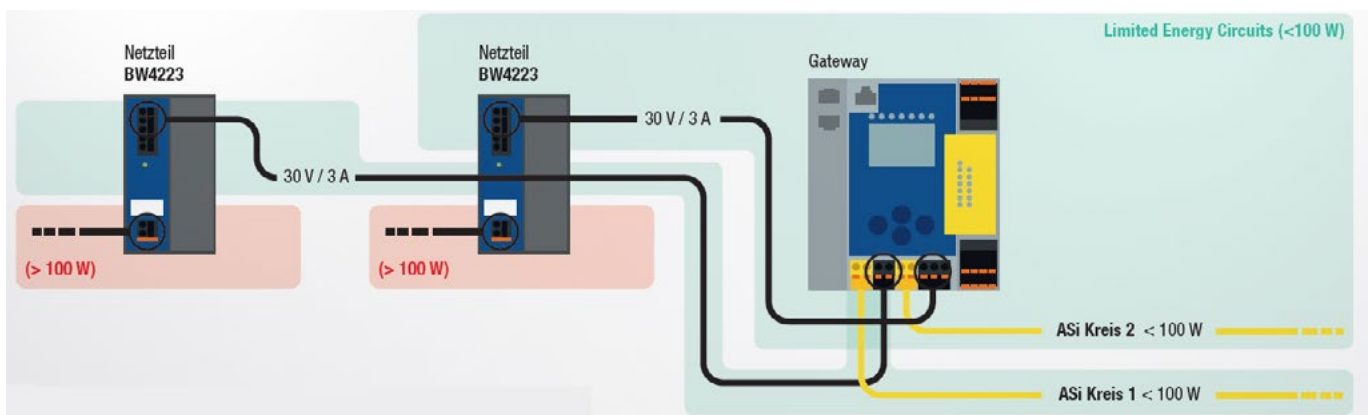 Limited Energy Circuits (<100 W)
Netzteil
BW4223
Netzteil
BW4223
Gateway
30 V / 3 A
30 V / 3 A
(> 100 W)
(> 100 W)
ASi Kreis 2 < 100 W
ASi Kreis 1 < 100 W